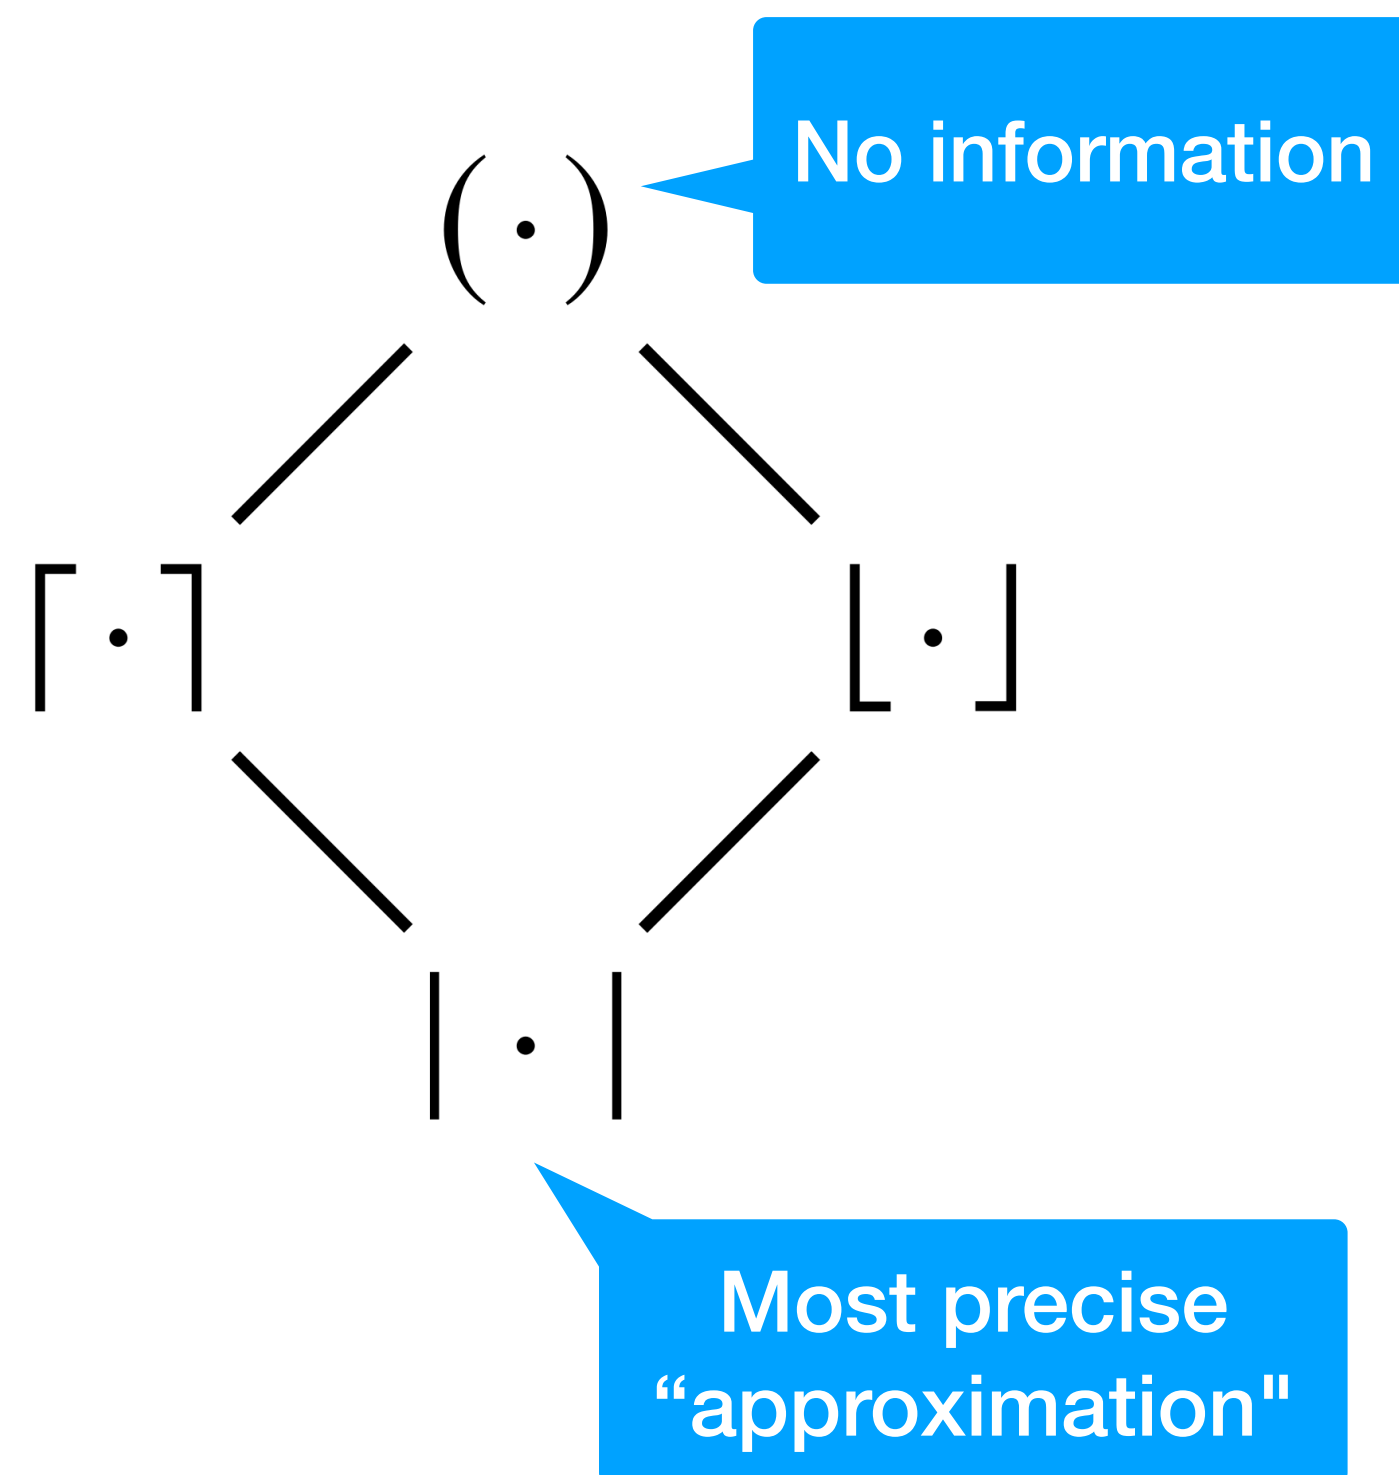 No information
( · )
⌈ · ⌉
⌊ · ⌋
| · |
Most precise
“approximation"